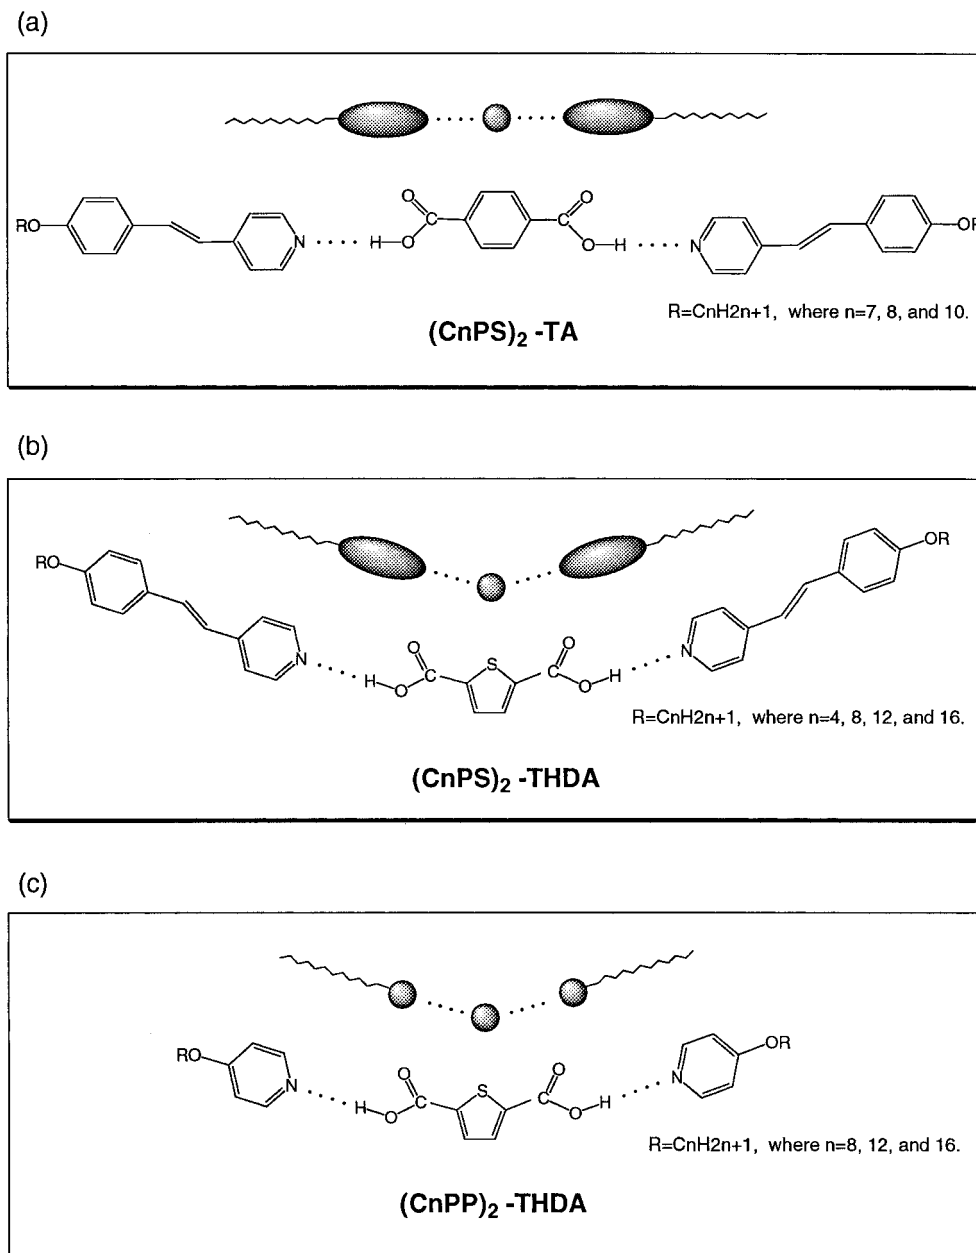 (a)
RO N H O C O O C O H N OR
R=CnH2n+1, where n=7, 8, and 10.
(CnPS)2 -TA
(b)
RO N H O C O S O C O H N OR
R=CnH2n+1, where n=4, 8, 12, and 16.
(CnPS)2 -THDA
(c)
RO N H O C O S O C O H N OR
R=CnH2n+1, where n=8, 12, and 16.
(CnPP)2 -THDA